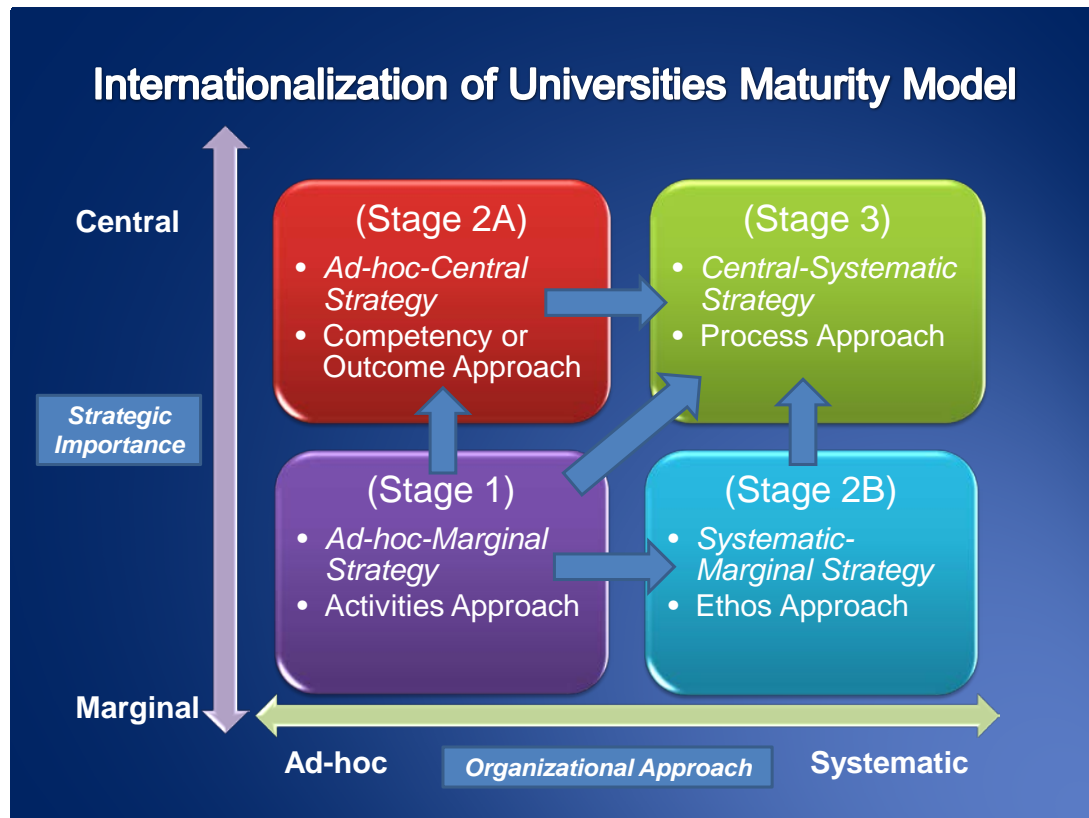 Internationalization of Universities Maturity Model
Central
(Stage 2A)
• Ad-hoc-Central
Strategy
• Competency or
Outcome Approach
(Stage 3)
• Central-Systematic
Strategy
• Process Approach
Strategic
Importance
(Stage 1)
• Ad-hoc-Marginal
Strategy
• Activities Approach
(Stage 2B)
• Systematic-
Marginal Strategy
• Ethos Approach
Marginal
Ad-hoc
Organizational Approach
Systematic